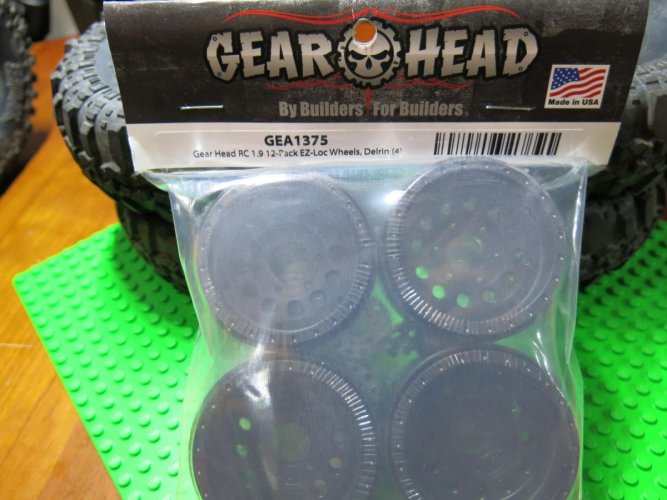 GEAR HEAD
By Builders For Builders
Made in USA
GEA1375
Gear Head RC 1.9 12-Pack EZ-Loc Wheels, Delrin (4)